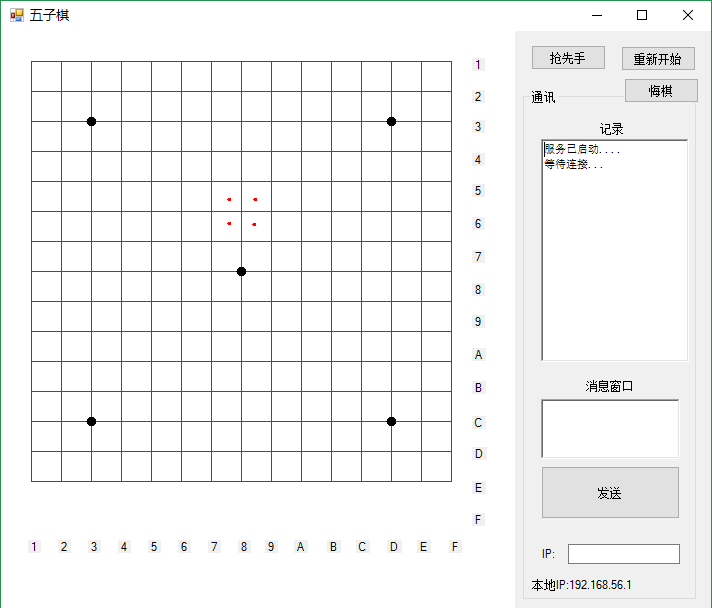 五子棋
抢先手 重新开始
悔棋
通讯
记录
服务已启动....
等待连接...
消息窗口
发送
IP:
本地IP:192.168.56.1
1
2
3
4
5
6
7
8
9
A
B
C
D
E
F
1 2 3 4 5 6 7 8 9 A B C D E F